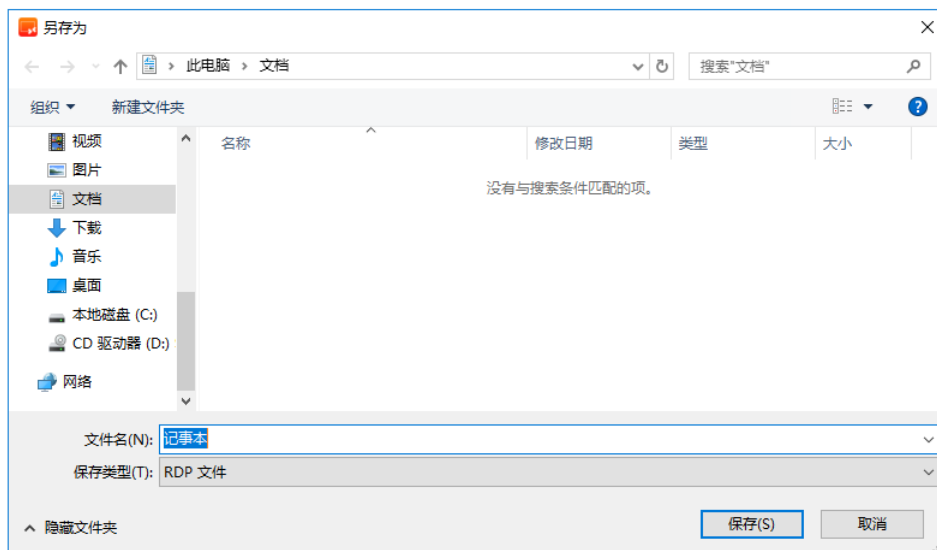 另存为
此电脑 › 文档
搜索"文档"
组织
新建文件夹
名称
修改日期
类型
大小
没有与搜索条件匹配的项。
视频
图片
文档
下载
音乐
桌面
本地磁盘 (C:)
CD 驱动器 (D:)
网络
文件名(N): 记事本
保存类型(T): RDP 文件
隐藏文件夹
保存(S)
取消